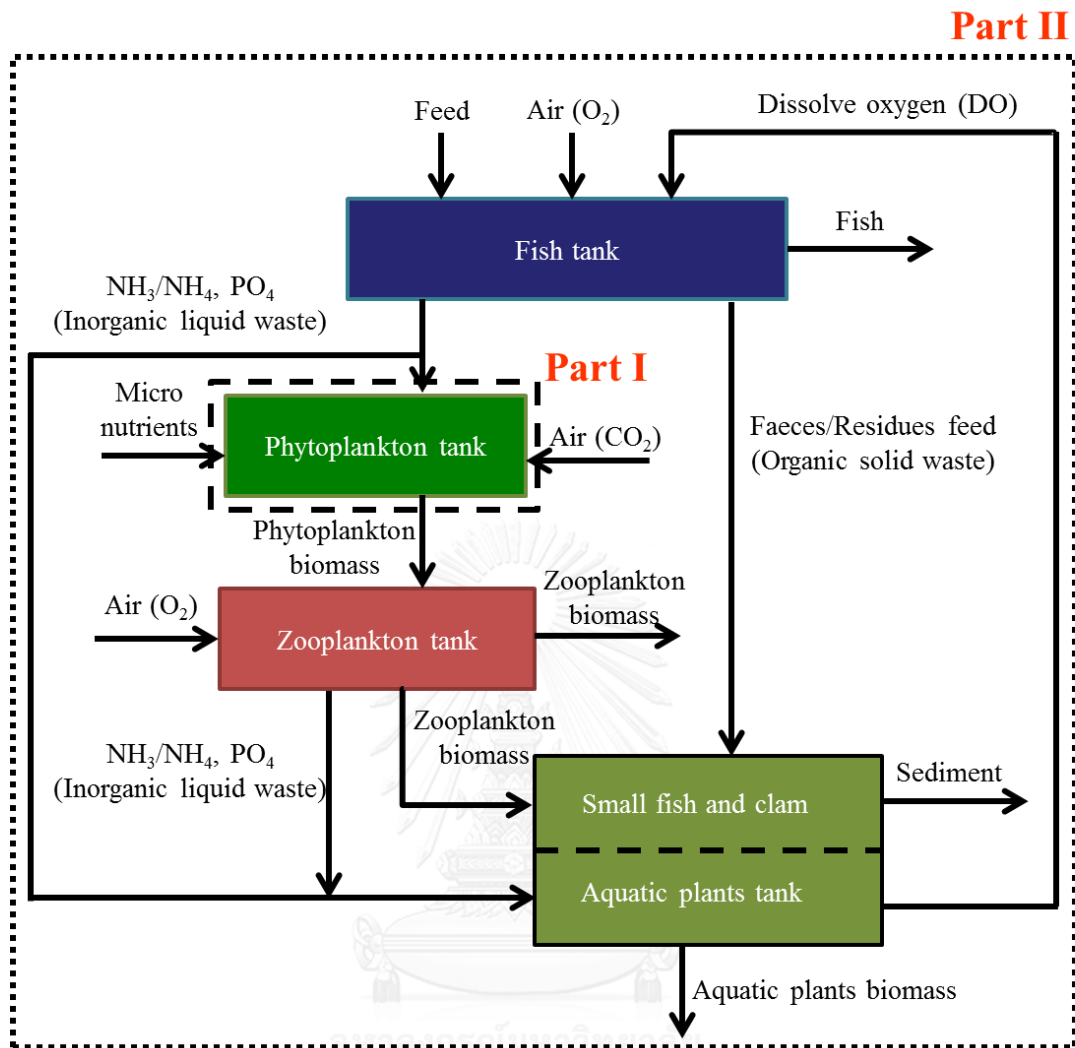 Part II
Feed
Air (O₂)
Dissolve oxygen (DO)
Fish tank
Fish
NH₃/NH₄, PO₄
(Inorganic liquid waste)
Part I
Micro
nutrients
Phytoplankton tank
Air (CO₂)
Faeces/Residues feed
(Organic solid waste)
Phytoplankton
biomass
Air (O₂)
Zooplankton tank
Zooplankton
biomass
Zooplankton
biomass
NH₃/NH₄, PO₄
(Inorganic liquid waste)
Small fish and clam
Sediment
Aquatic plants tank
Aquatic plants biomass